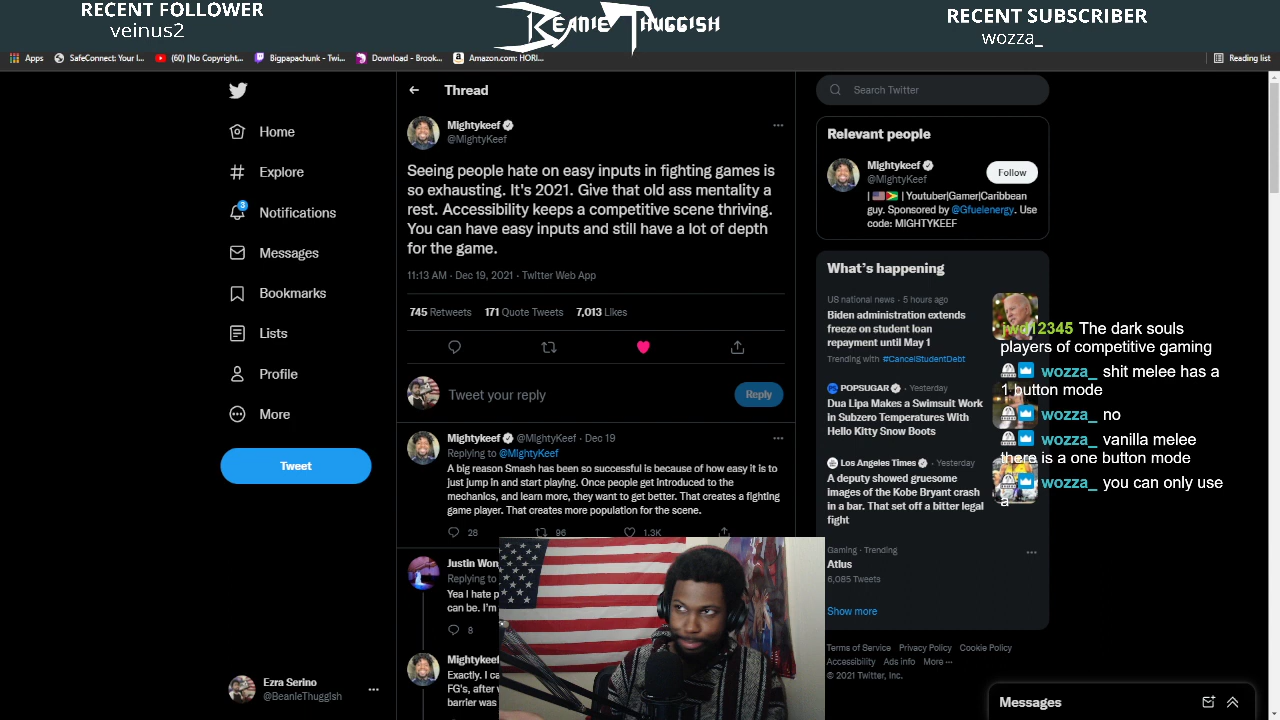 RECENT FOLLOWER
veinus2
BEANIE THUGGISH
RECENT SUBSCRIBER
wozza_
Apps
SafeConnect: Your I...
(60) [No Copyright...
Bigpapachunk - Twi...
Download - Brook...
Amazon.com: HORI...
Reading list
Home
Explore
3
Notifications
Messages
Bookmarks
Lists
Profile
More
Tweet
Ezra Serino
@BeanieThugg1sh
Thread
Mightykeef
@MightyKeef
Seeing people hate on easy inputs in fighting games is
so exhausting. It's 2021. Give that old ass mentality a
rest. Accessibility keeps a competitive scene thriving.
You can have easy inputs and still have a lot of depth
for the game.
11:13 AM · Dec 19, 2021 · Twitter Web App
745 Retweets 171 Quote Tweets 7,013 Likes
Tweet your reply
Reply
Mightykeef @MightyKeef · Dec 19
Replying to @MightyKeef
A big reason Smash has been so successful is because of how easy it is to
just jump in and start playing. Once people get introduced to the
mechanics, and learn more, they want to get better. That creates a fighting
game player. That creates more population for the scene.
28 96 1.3K
Justin Won
Replying to
Yea I hate p
can be. I'm
8
Mightykeef
Exactly. I ca
FG's, after
barrier was
Search Twitter
Relevant people
Mightykeef
@MightyKeef
Follow
| | Youtuber|Gamer|Caribbean
guy. Sponsored by @Gfuelenergy. Use
code: MIGHTYKEEF
What's happening
US national news · 5 hours ago
Biden administration extends
freeze on student loan
repayment until May 1
Trending with #CancelStudentDebt
POPSUGAR · Yesterday
Dua Lipa Makes a Swimsuit Work
in Subzero Temperatures With
Hello Kitty Snow Boots
Los Angeles Times · Yesterday
A deputy showed gruesome
images of the Kobe Bryant crash
in a bar. That set off a bitter legal
fight
Gaming · Trending
Atlus
6,085 Tweets
Show more
Terms of Service Privacy Policy Cookie Policy
Accessibility Ads info More ···
© 2021 Twitter, Inc.
jwd12345 The dark souls
players of competitive gaming
wozza_ shit melee has a
1 button mode
wozza_ no
wozza_ vanilla melee
there is a one button mode
wozza_ you can only use
a
Messages